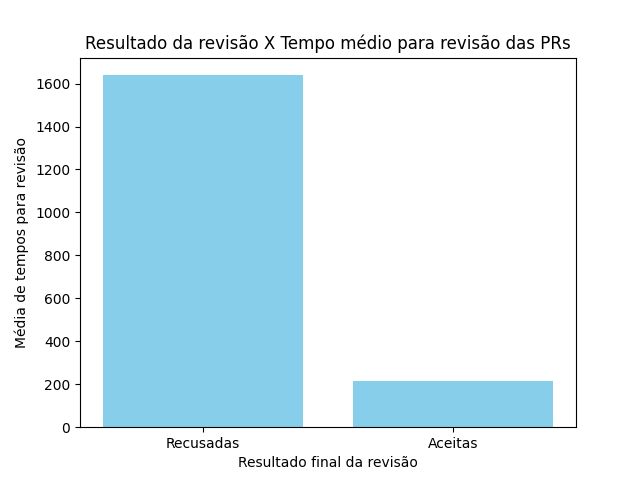 Resultado da revisão X Tempo médio para revisão das PRs
Média de tempos para revisão
1600
1400
1200
1000
800
600
400
200
0
Recusadas Aceitas
Resultado final da revisão